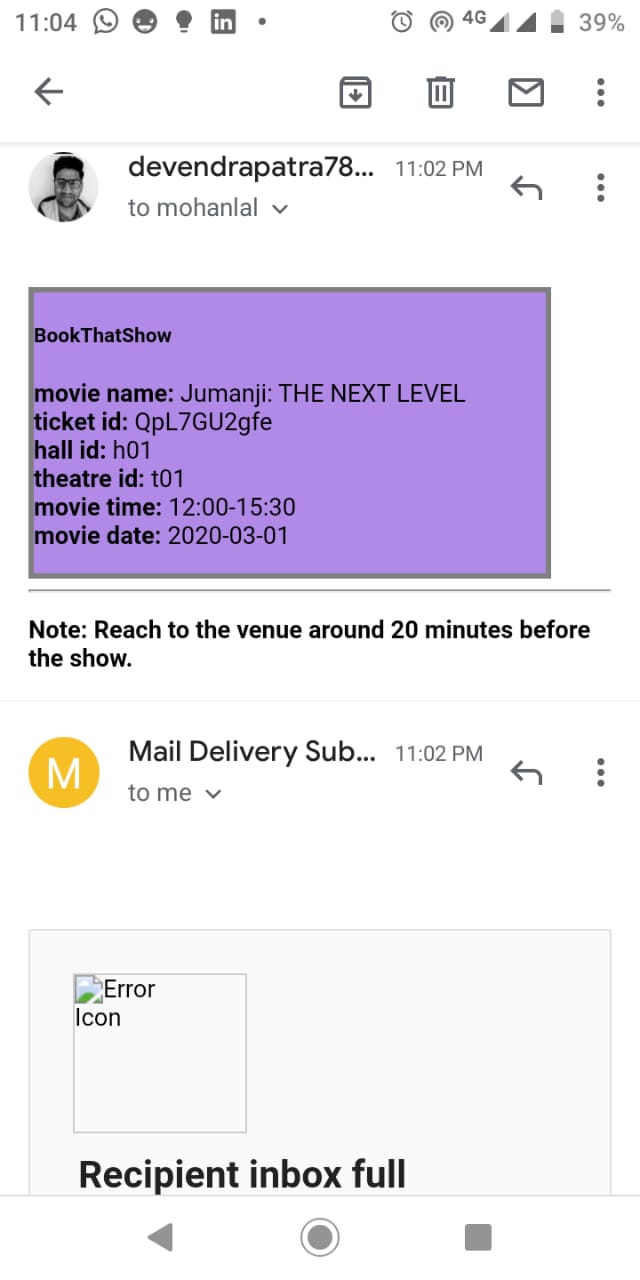 11:04 in 4G 39%
devendrapatra78... 11:02 PM
to mohanlal
BookThatShow
movie name: Jumanji: THE NEXT LEVEL
ticket id: QpL7GU2gfe
hall id: h01
theatre id: t01
movie time: 12:00-15:30
movie date: 2020-03-01
Note: Reach to the venue around 20 minutes before
the show.
M
Mail Delivery Sub... 11:02 PM
to me
Error
Icon
Recipient inbox full